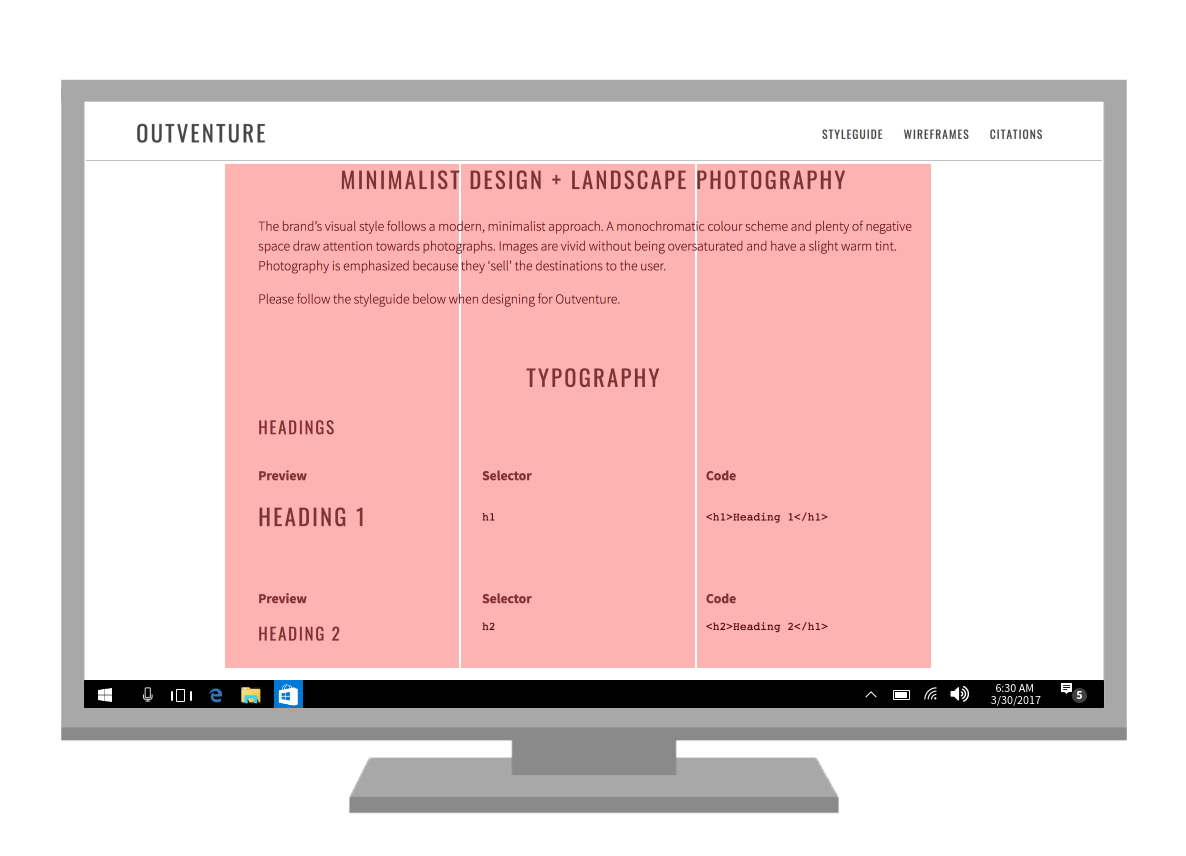 OUTVENTURE
STYLEGUIDE WIREFRAMES CITATIONS
MINIMALIST DESIGN + LANDSCAPE PHOTOGRAPHY
The brand’s visual style follows a modern, minimalist approach. A monochromatic colour scheme and plenty of negative
space draw attention towards photographs. Images are vivid without being oversaturated and have a slight warm tint.
Photography is emphasized because they ‘sell’ the destinations to the user.
Please follow the styleguide below when designing for Outventure.
TYPOGRAPHY
HEADINGS
Preview Selector Code
HEADING 1 h1 <h1>Heading 1</h1>
Preview Selector Code
HEADING 2 h2 <h2>Heading 2</h1>
6:30 AM
3/30/2017
5